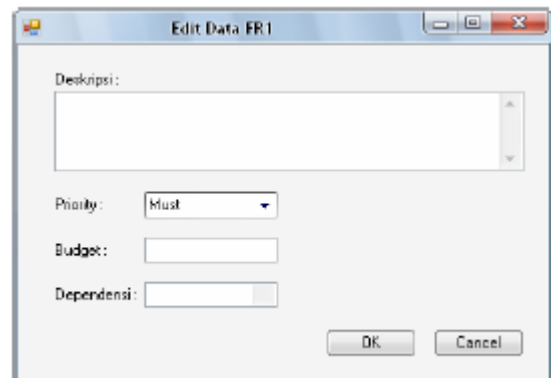 Edit Data FR1
Deskripsi :
Priority : Must
Budget :
Dependensi :
OK Cancel